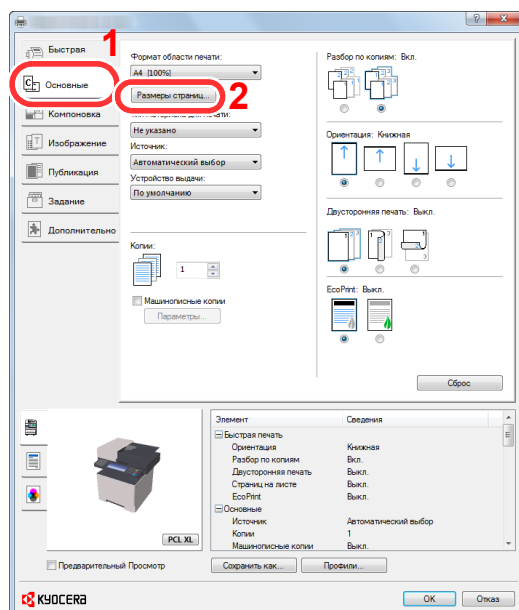 Быстрая
1
Основные
Компоновка
Изображение
Публикация
Задание
Дополнительно
Формат области печати:
A4 [100%]
Размеры страниц...
2
Не указано
Источник:
Автоматический выбор
Устройство выдачи:
По умолчанию
Копии:
1
Машинописные копии
Параметры...
Разбор по копиям: Вкл.
Ориентация: Книжная
Двусторонняя печать: Выкл.
EcoPrint: Выкл.
Сброс
PCL XL
Элемент Сведения
Быстрая печать
Ориентация Книжная
Разбор по копиям Вкл.
Двусторонняя печать Выкл.
Страниц на листе Выкл.
EcoPrint Выкл.
Основные
Источник Автоматический выбор
Копии 1
Машинописные копии Выкл.
Предварительный Просмотр
Сохранить как...
Профили...
KYOCERA
OK
Отказ